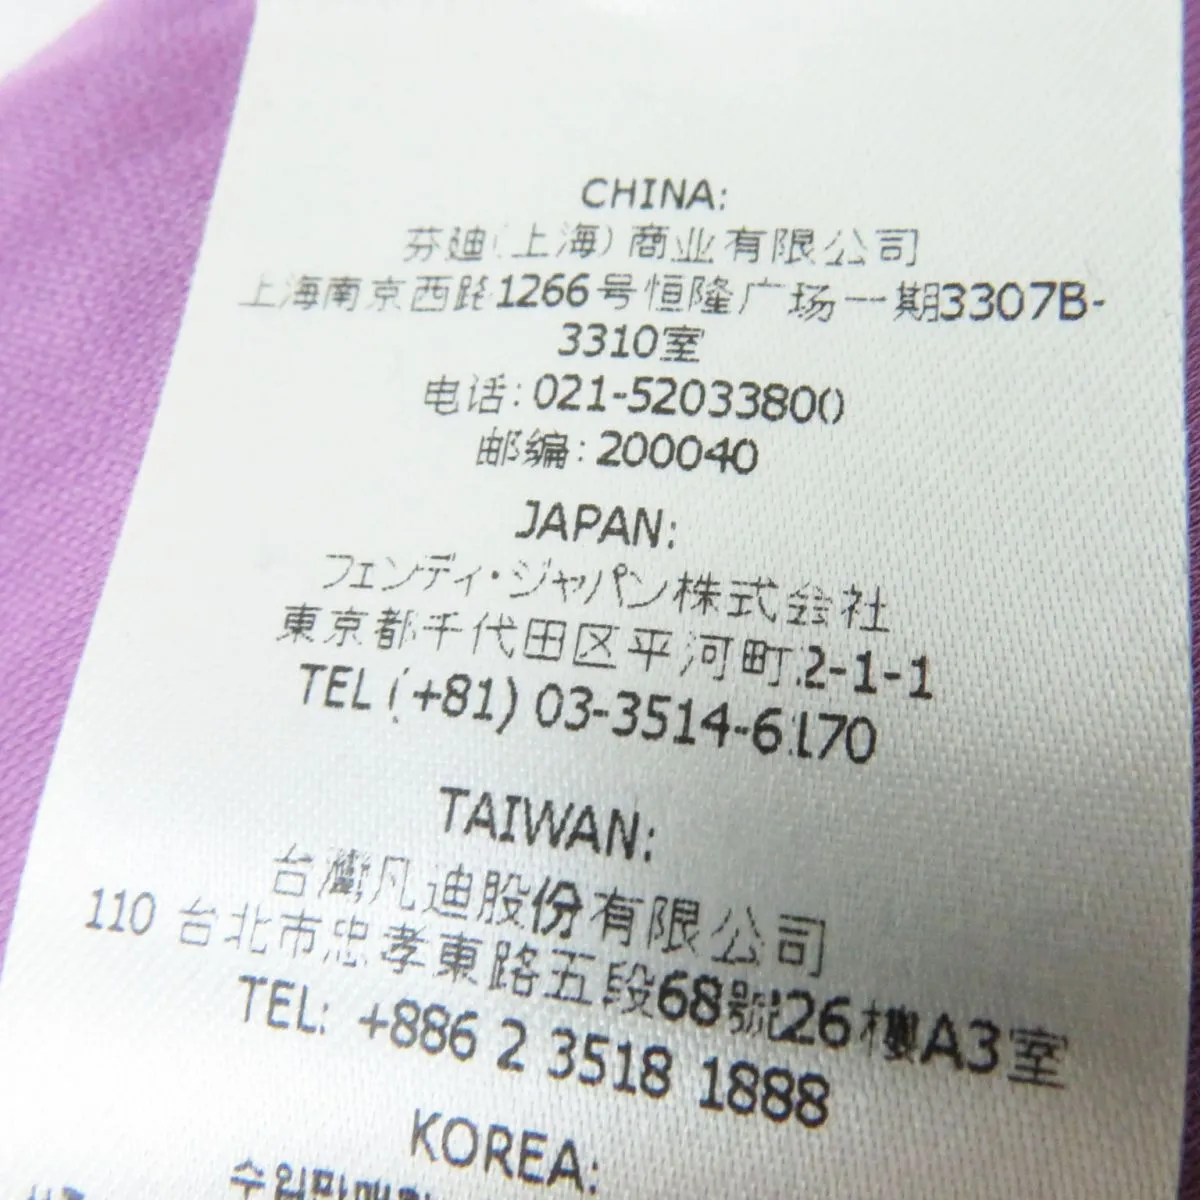 CHINA:
芬迪(上海)商业有限公司
上海南京西路1266号恒隆广场一期3307B-
3310室
电话:021-52033800
邮编:200040
JAPAN:
フェンディ・ジャパン株式会社
東京都千代田区平河町2-1-1
TEL (+81) 03-3514-6170
TAIWAN:
台灣凡迪股份有限公司
110 台北市忠孝東路五段68號26樓A3室
TEL: +886 2 3518 1888
KOREA:
수입판매